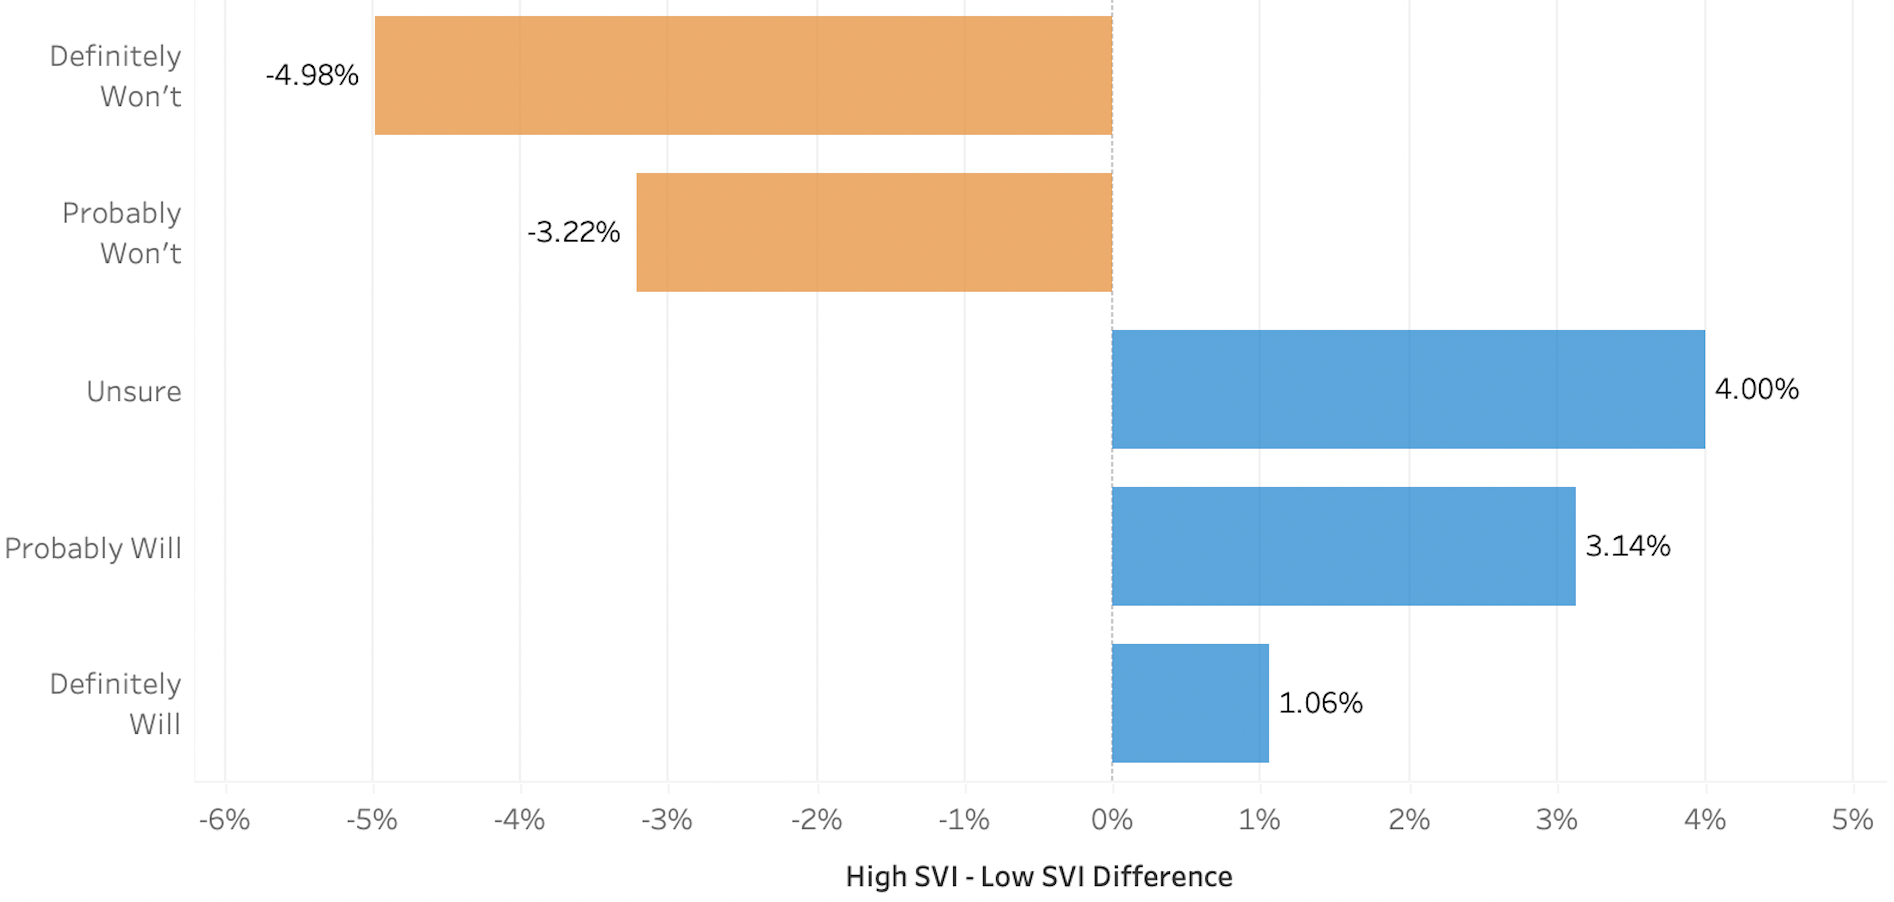 Definitely
Won’t
-4.98%
Probably
Won’t
-3.22%
Unsure
4.00%
Probably Will
3.14%
Definitely
Will
1.06%
-6% -5% -4% -3% -2% -1% 0% 1% 2% 3% 4% 5%
High SVI - Low SVI Difference